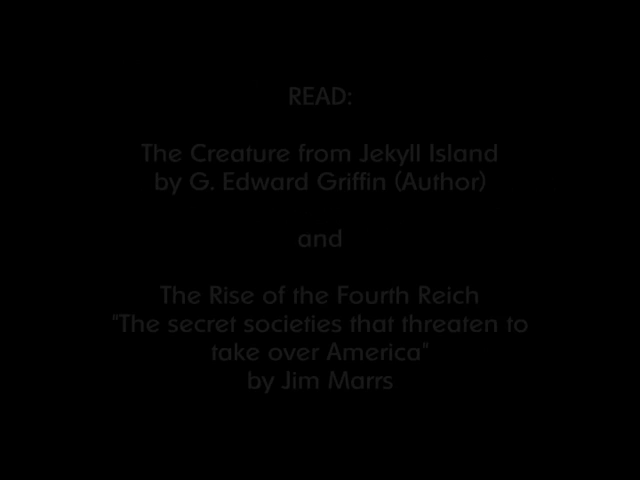 READ:
The Creature from Jekyll Island
by G. Edward Griffin (Author)
and
The Rise of the Fourth Reich
"The secret societies that threaten to
take over America"
by Jim Marrs